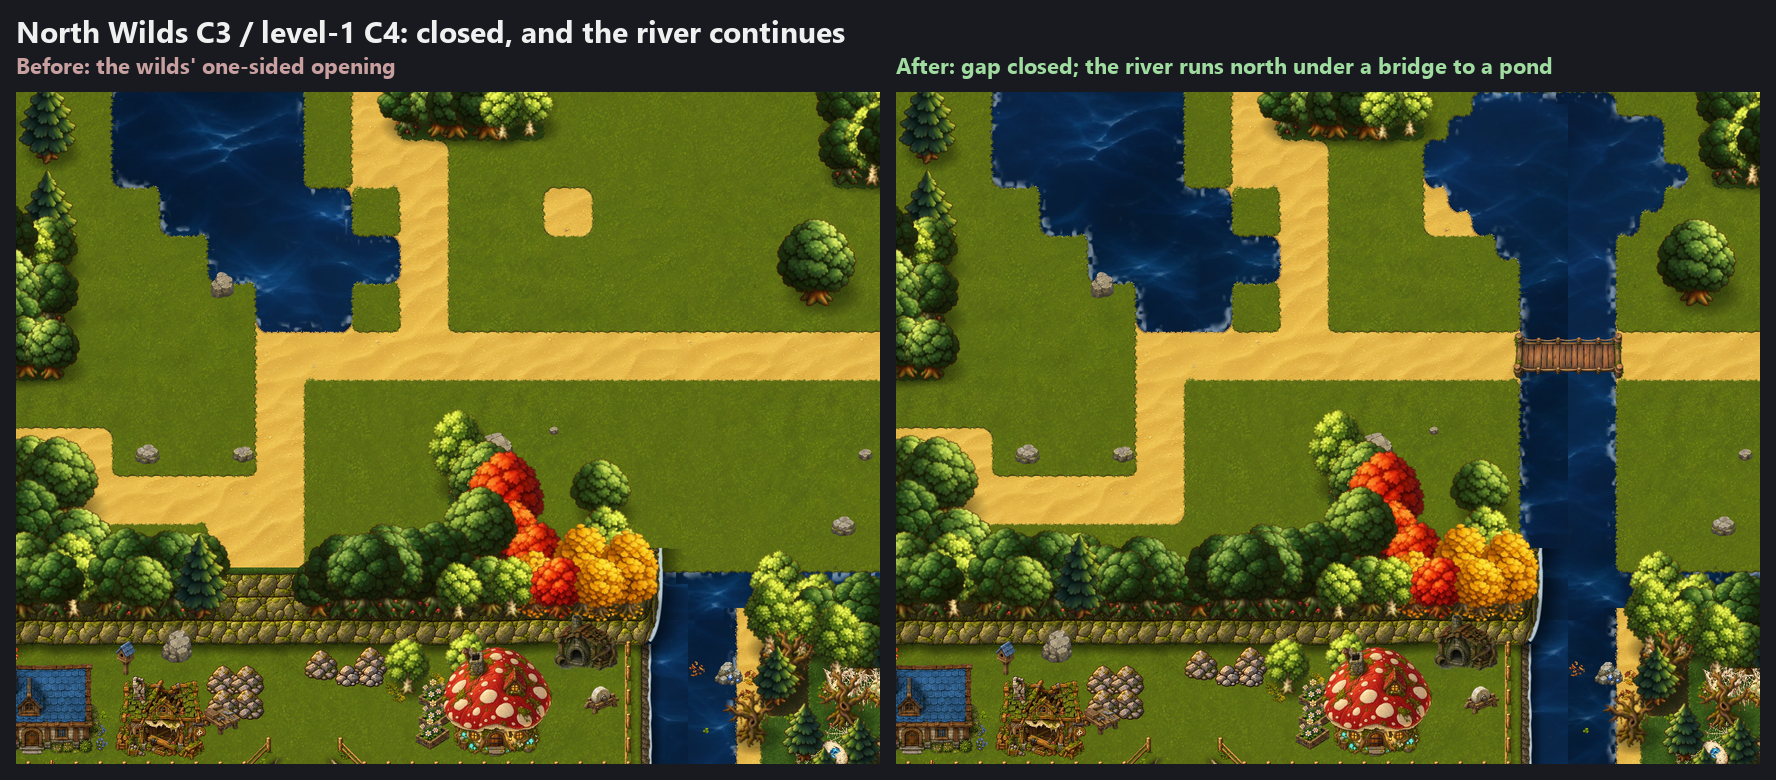 North Wilds C3 / level-1 C4: closed, and the river continues
Before: the wilds' one-sided opening
After: gap closed; the river runs north under a bridge to a pond